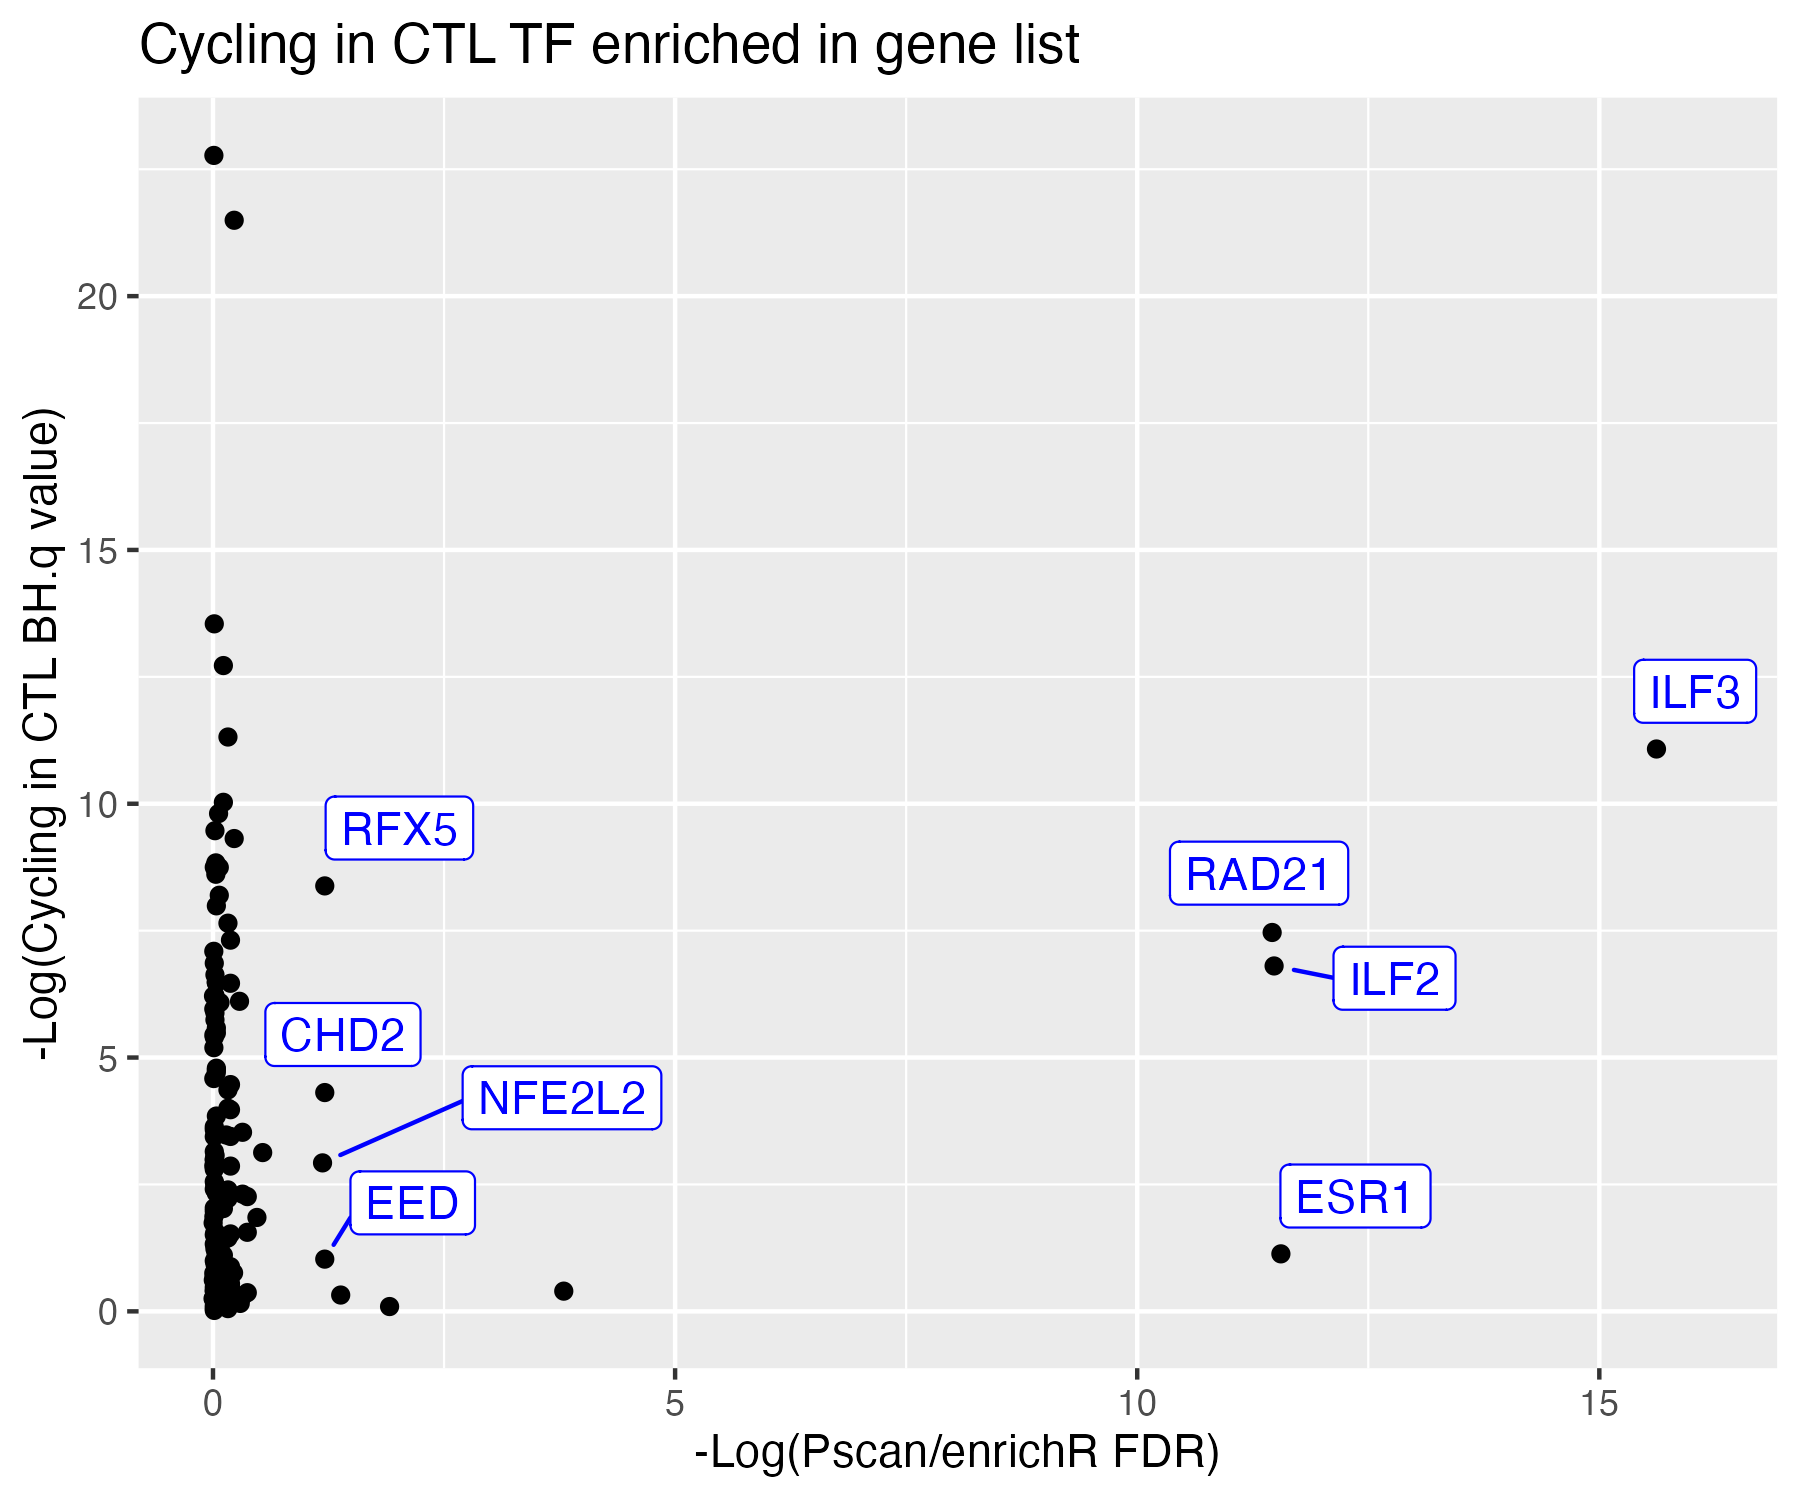 Cycling in CTL TF enriched in gene list
-Log(Cycling in CTL BH.q value)
20
15
10
5
0
ILF3
RFX5
RAD21
ILF2
CHD2
NFE2L2
EED
ESR1
0
5
10
15
-Log(Pscan/enrichR FDR)